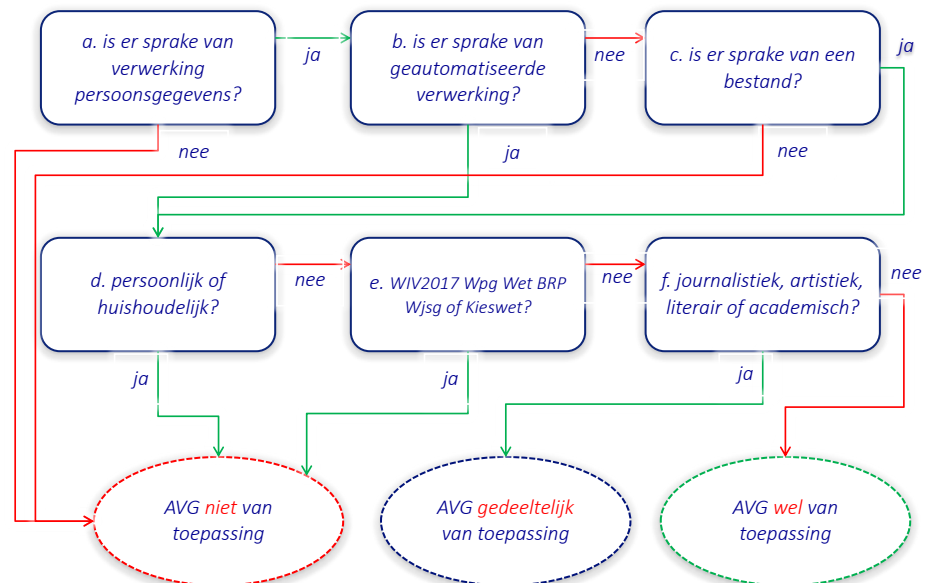 a. is er sprake van
verwerking
persoonsgegevens?
ja
b. is er sprake van
geautomatiseerde
verwerking?
nee
c. is er sprake van een
bestand?
ja
nee
ja
nee
d. persoonlijk of
huishoudelijk?
nee
e. WIV2017 Wpg Wet BRP
Wjsg of Kieswet?
nee
f. journalistiek, artistiek,
literair of academisch?
nee
ja
ja
ja
AVG niet van
toepassing
AVG gedeeltelijk
van toepassing
AVG wel van
toepassing